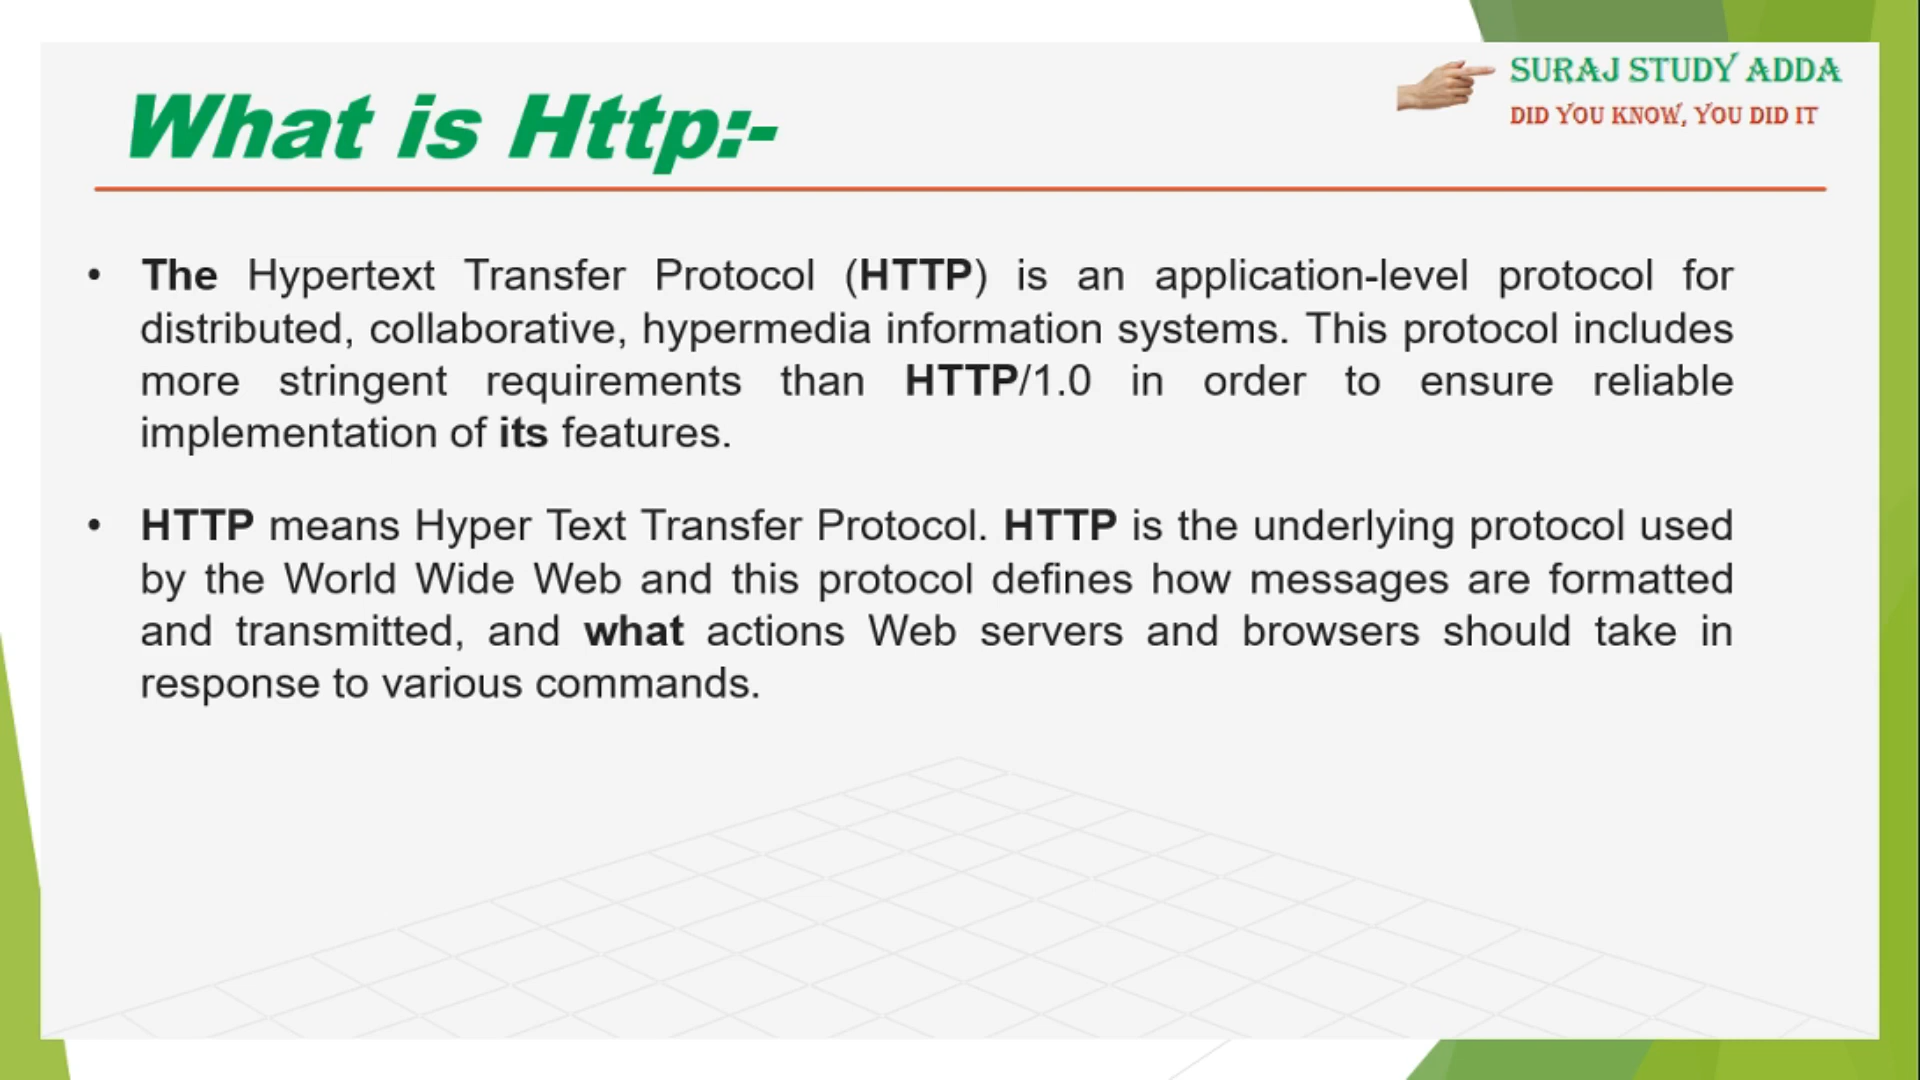 What is Http:-
SURAJ STUDY ADDA
DID YOU KNOW, YOU DID IT
• The Hypertext Transfer Protocol (HTTP) is an application-level protocol for
distributed, collaborative, hypermedia information systems. This protocol includes
more stringent requirements than HTTP/1.0 in order to ensure reliable
implementation of its features.
• HTTP means Hyper Text Transfer Protocol. HTTP is the underlying protocol used
by the World Wide Web and this protocol defines how messages are formatted
and transmitted, and what actions Web servers and browsers should take in
response to various commands.